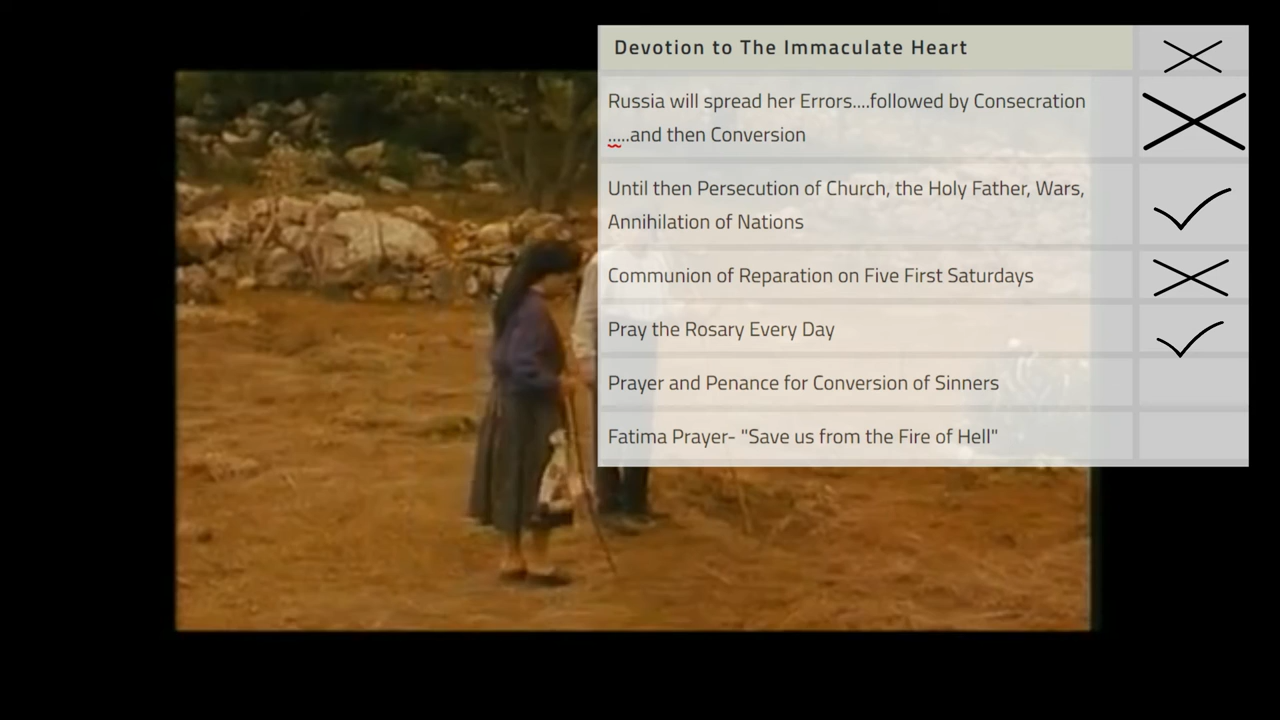 Devotion to The Immaculate Heart
Russia will spread her Errors....followed by Consecration
.....and then Conversion
Until then Persecution of Church, the Holy Father, Wars,
Annihilation of Nations
Communion of Reparation on Five First Saturdays
Pray the Rosary Every Day
Prayer and Penance for Conversion of Sinners
Fatima Prayer- "Save us from the Fire of Hell"